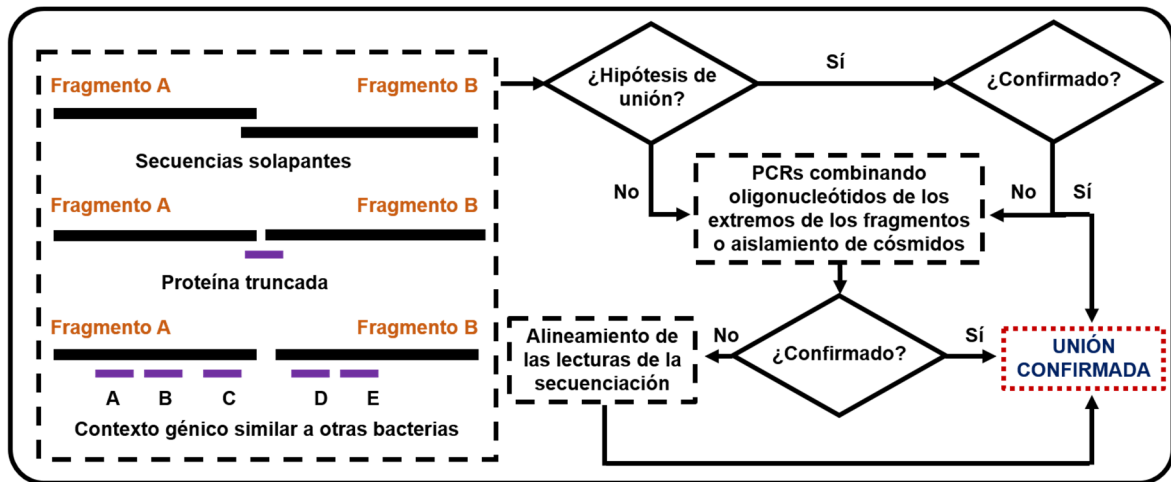 Fragmento A
Fragmento B
Secuencias solapantes
Fragmento A
Fragmento B
Proteína truncada
Fragmento A
Fragmento B
A
B
C
D
E
Contexto génico similar a otras bacterias
¿Hipótesis de
unión?
Sí
¿Confirmado?
No
PCRs combinando
oligonucleótidos de los
extremos de los fragmentos
o aislamiento de cósmidos
No
Sí
¿Confirmado?
No
Sí
Alineamiento de
las lecturas de la
secuenciación
UNIÓN
CONFIRMADA